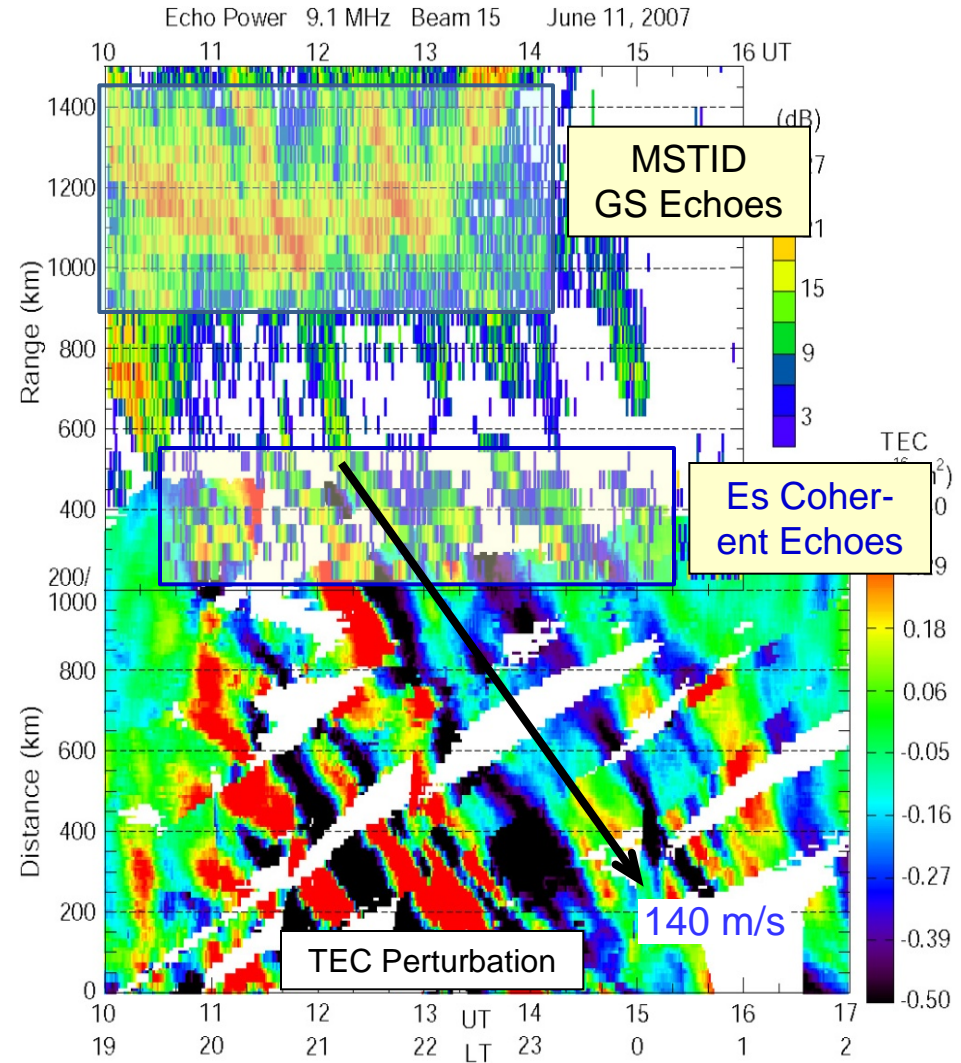 Echo Power 9.1 MHz Beam 15 June 11, 2007
10 11 12 13 14 15 16 UT
(dB)
27
21
15
9
3
1400
1200
1000
800
600
400
200/
1000
Range (km)
MSTID
GS Echoes
Es Coher-
ent Echoes
TEC
16
2
0.18
0.06
-0.05
-0.16
-0.27
-0.39
-0.50
800
600
400
200
0
Distance (km)
140 m/s
TEC Perturbation
10 11 12 13 14 15 16 17
UT
19 20 21 22 23 0 1 2
LT